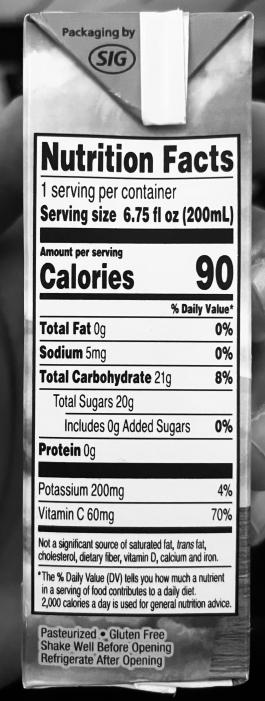 Packaging by
SIG
Nutrition Facts
1 serving per container
Serving size 6.75 fl oz (200mL)
Amount per serving
Calories 90
% Daily Value*
Total Fat 0g 0%
Sodium 5mg 0%
Total Carbohydrate 21g 8%
Total Sugars 20g
Includes 0g Added Sugars 0%
Protein 0g
Potassium 200mg 4%
Vitamin C 60mg 70%
Not a significant source of saturated fat, trans fat,
cholesterol, dietary fiber, vitamin D, calcium and iron.
*The % Daily Value (DV) tells you how much a nutrient
in a serving of food contributes to a daily diet.
2,000 calories a day is used for general nutrition advice.
Pasteurized • Gluten Free
Shake Well Before Opening
Refrigerate After Opening